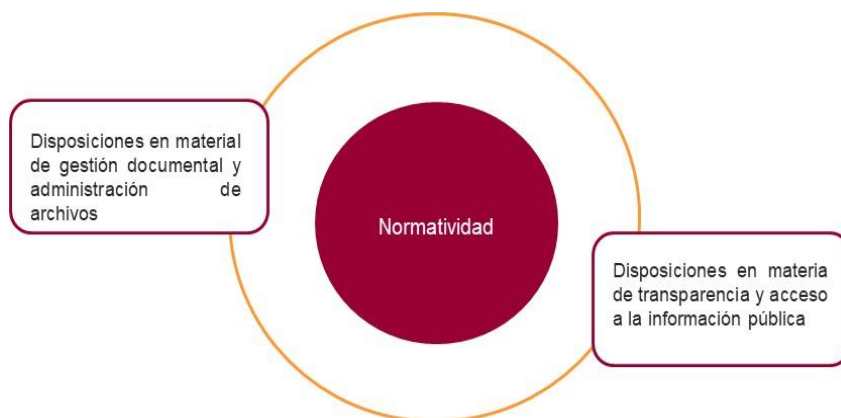 Disposiciones en material
de gestión documental y
administración de
archivos
Normatividad
Disposiciones en materia
de transparencia y acceso
a la información pública